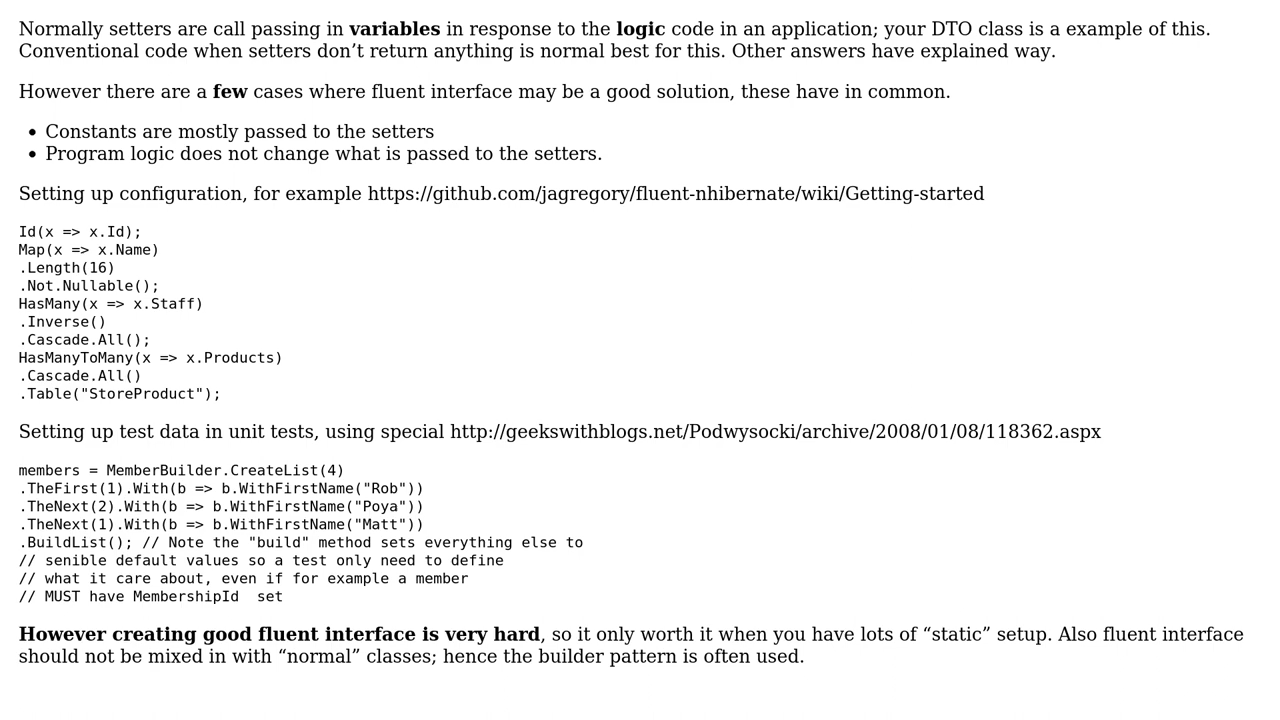 Normally setters are call passing in variables in response to the logic code in an application; your DTO class is a example of this.
Conventional code when setters don’t return anything is normal best for this. Other answers have explained way.
However there are a few cases where fluent interface may be a good solution, these have in common.
• Constants are mostly passed to the setters
• Program logic does not change what is passed to the setters.
Setting up configuration, for example https://github.com/jagregory/fluent-nhibernate/wiki/Getting-started
Id(x => x.Id);
Map(x => x.Name)
.Length(16)
.Not.Nullable();
HasMany(x => x.Staff)
.Inverse()
.Cascade.All();
HasManyToMany(x => x.Products)
.Cascade.All()
.Table("StoreProduct");
Setting up test data in unit tests, using special http://geekswithblogs.net/Podwysocki/archive/2008/01/08/118362.aspx
members = MemberBuilder.CreateList(4)
.TheFirst(1).With(b => b.WithFirstName("Rob"))
.TheNext(2).With(b => b.WithFirstName("Poya"))
.TheNext(1).With(b => b.WithFirstName("Matt"))
.BuildList(); // Note the "build" method sets everything else to
// senible default values so a test only need to define
// what it care about, even if for example a member
// MUST have MembershipId  set
However creating good fluent interface is very hard, so it only worth it when you have lots of “static” setup. Also fluent interface
should not be mixed in with “normal” classes; hence the builder pattern is often used.